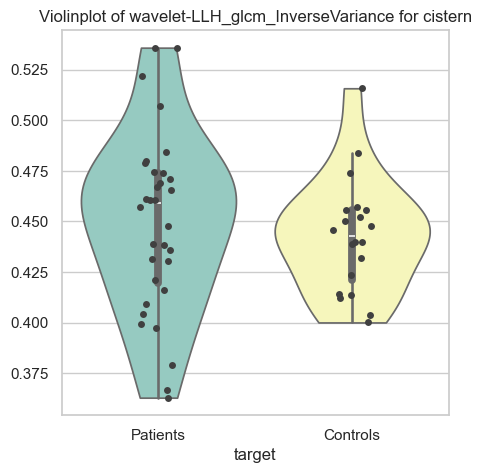 Violinplot of wavelet-LLH_glcm_InverseVariance for cistern
0.525
0.500
0.475
0.450
0.425
0.400
0.375
Patients Controls
target